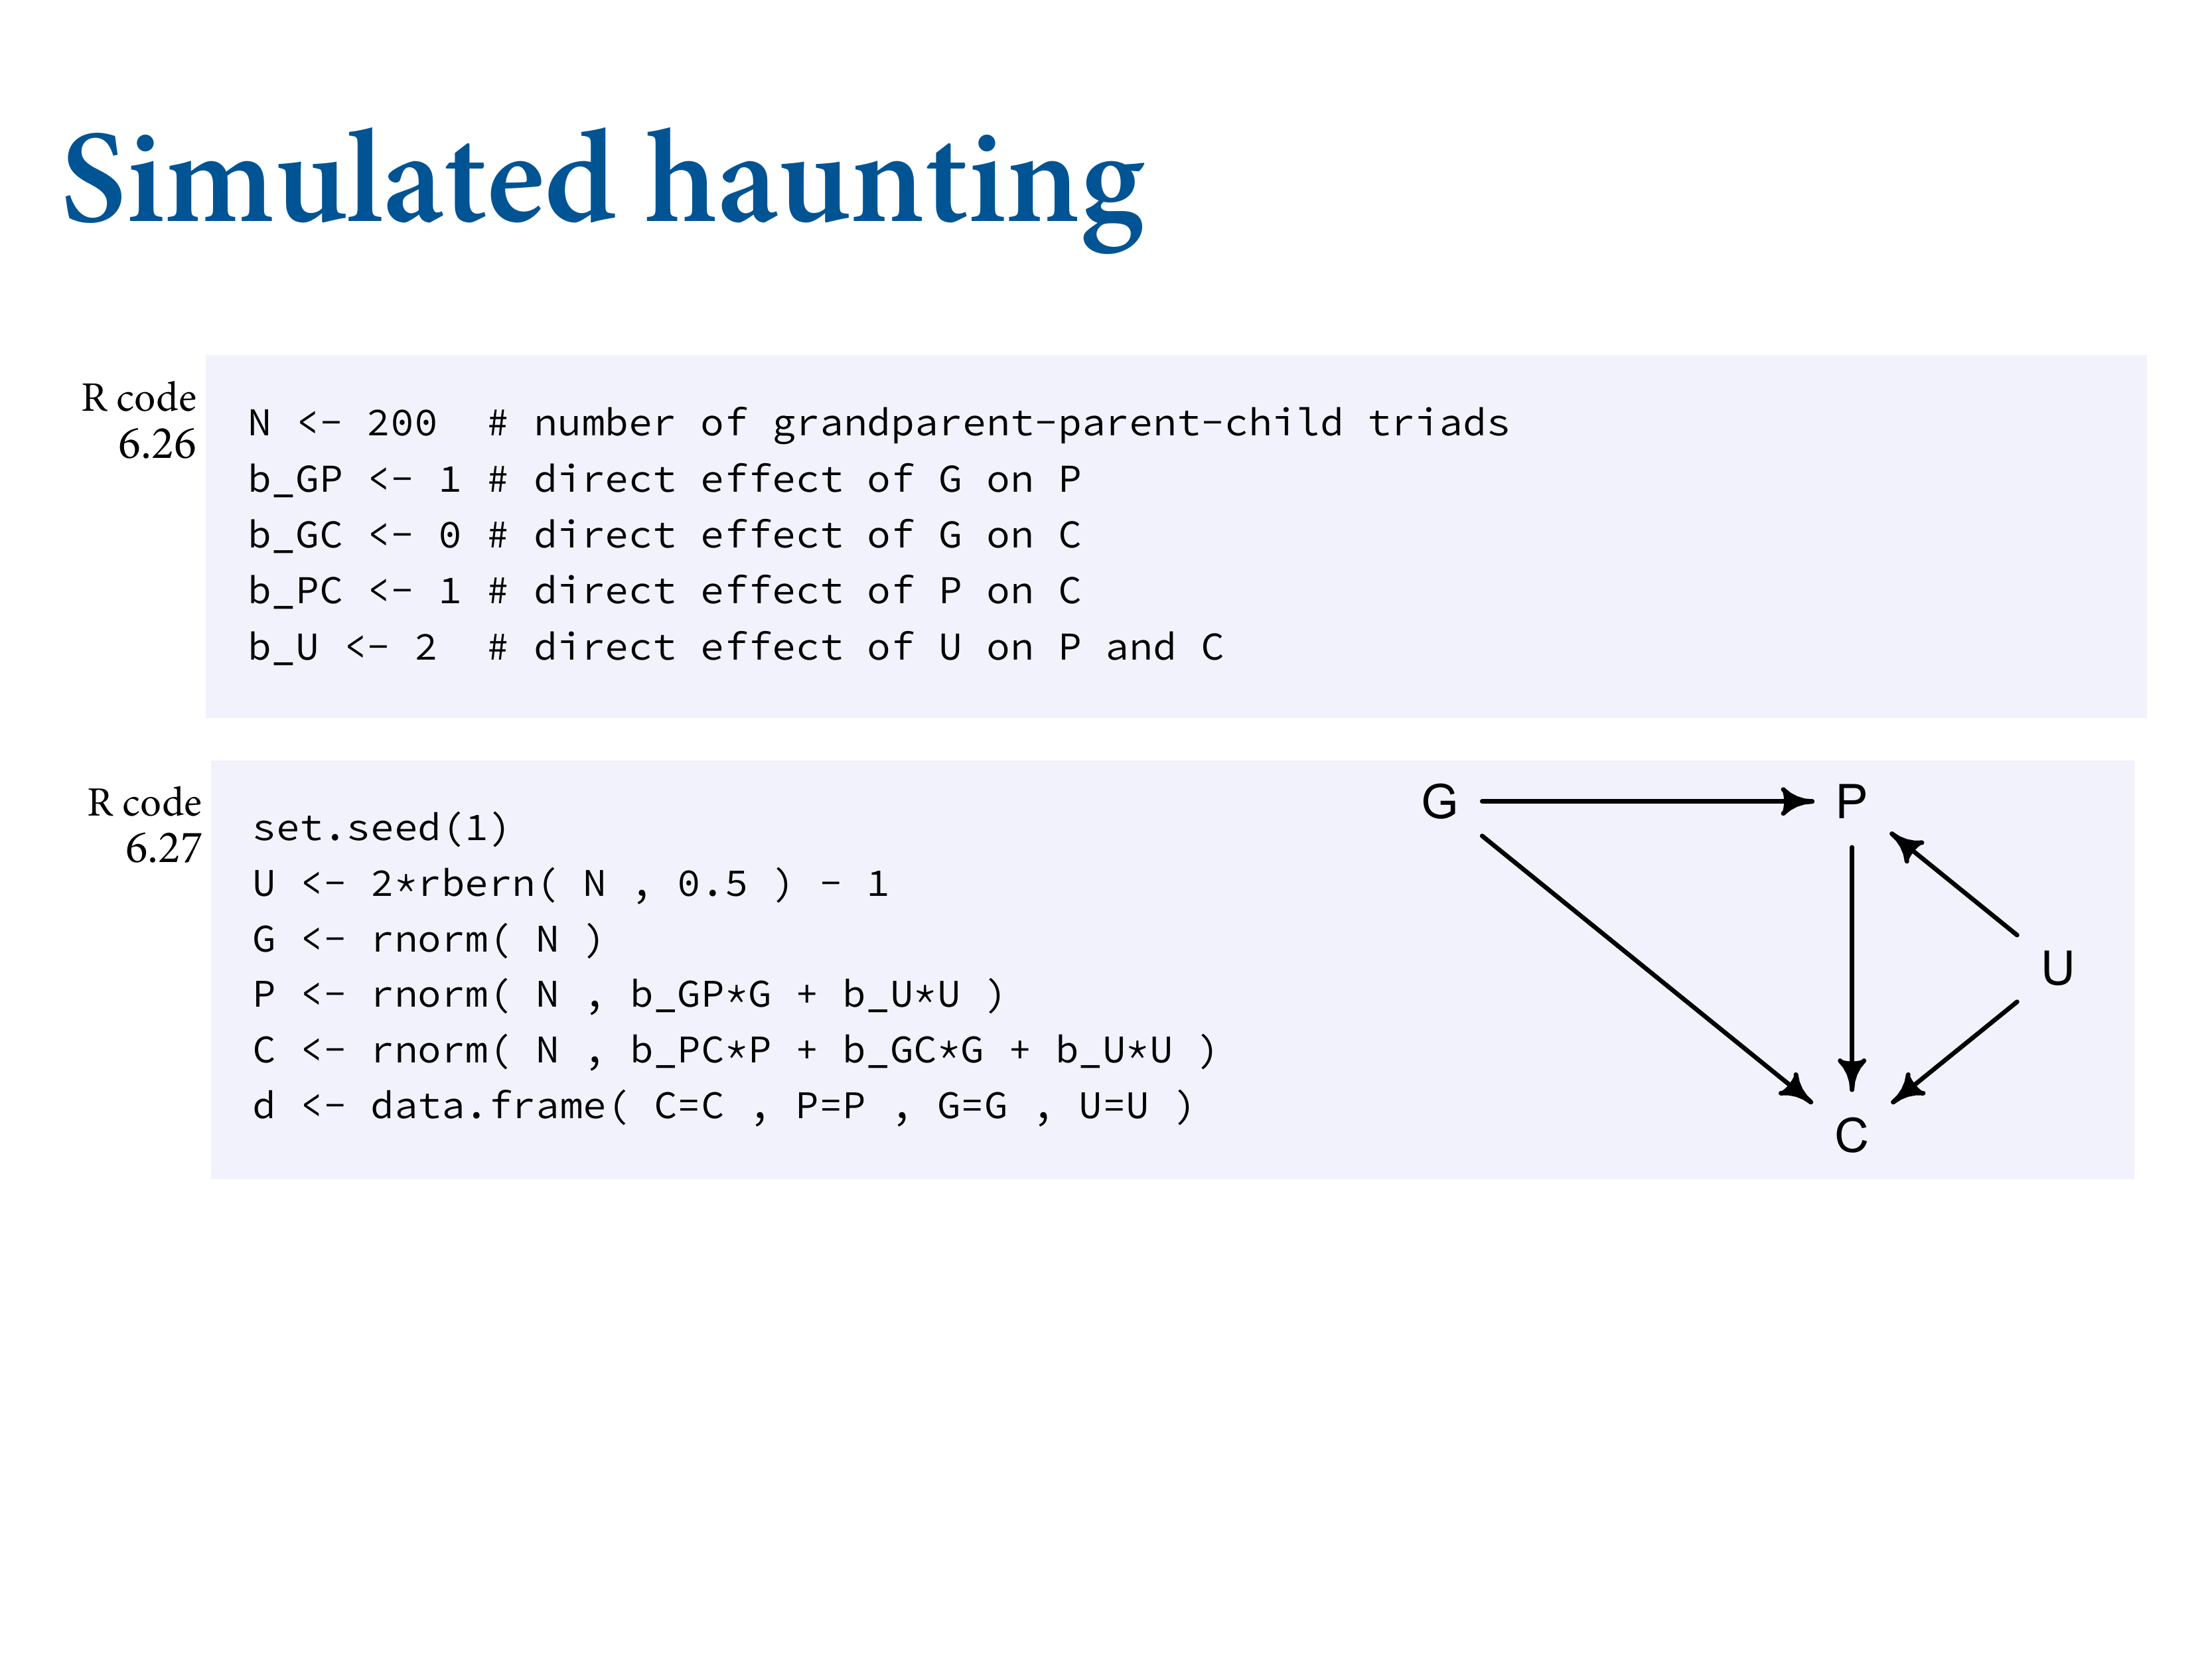 Simulated haunting
R code
6.26
N <- 200  # number of grandparent-parent-child triads
b_GP <- 1 # direct effect of G on P
b_GC <- 0 # direct effect of G on C
b_PC <- 1 # direct effect of P on C
b_U <- 2  # direct effect of U on P and C
R code
6.27
set.seed(1)
U <- 2*rbern( N , 0.5 ) - 1
G <- rnorm( N )
P <- rnorm( N , b_GP*G + b_U*U )
C <- rnorm( N , b_PC*P + b_GC*G + b_U*U )
d <- data.frame( C=C , P=P , G=G , U=U )
G
P
U
C